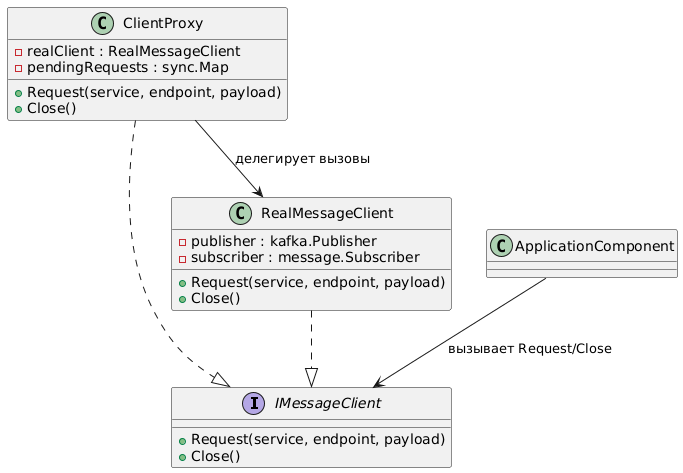 C ClientProxy
realClient : RealMessageClient
pendingRequests : sync.Map
Request(service, endpoint, payload)
Close()
делегирует вызовы
C RealMessageClient
publisher : kafka.Publisher
subscriber : message.Subscriber
Request(service, endpoint, payload)
Close()
C ApplicationComponent
вызывает Request/Close
I IMessageClient
Request(service, endpoint, payload)
Close()